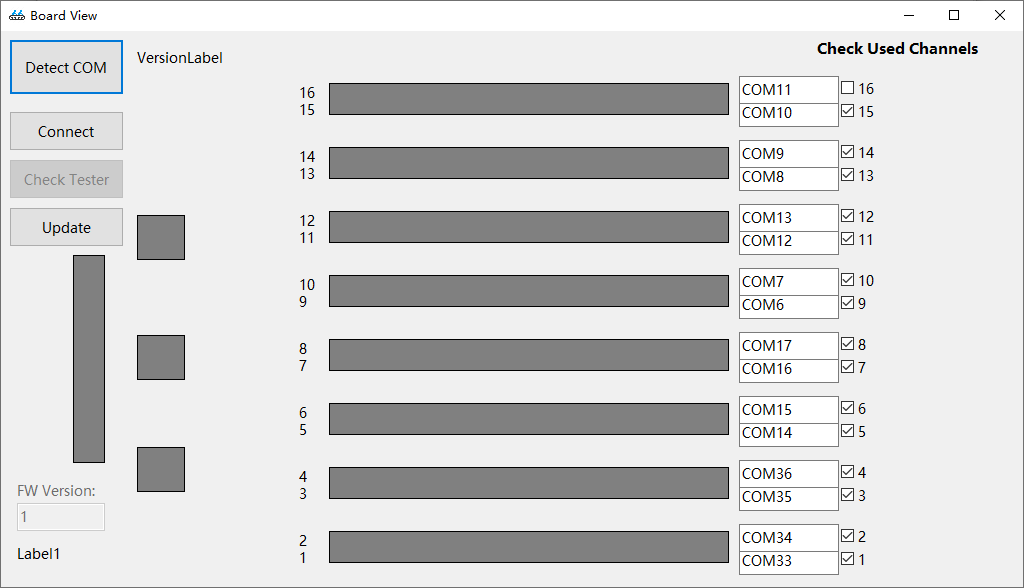 Board View
Detect COM
VersionLabel
Check Used Channels
Connect
Check Tester
Update
16
15
COM11
COM10
16
15
14
13
COM9
COM8
14
13
12
11
COM13
COM12
12
11
10
9
COM7
COM6
10
9
8
7
COM17
COM16
8
7
6
5
COM15
COM14
6
5
4
3
COM36
COM35
4
3
2
1
COM34
COM33
2
1
FW Version:
1
Label1